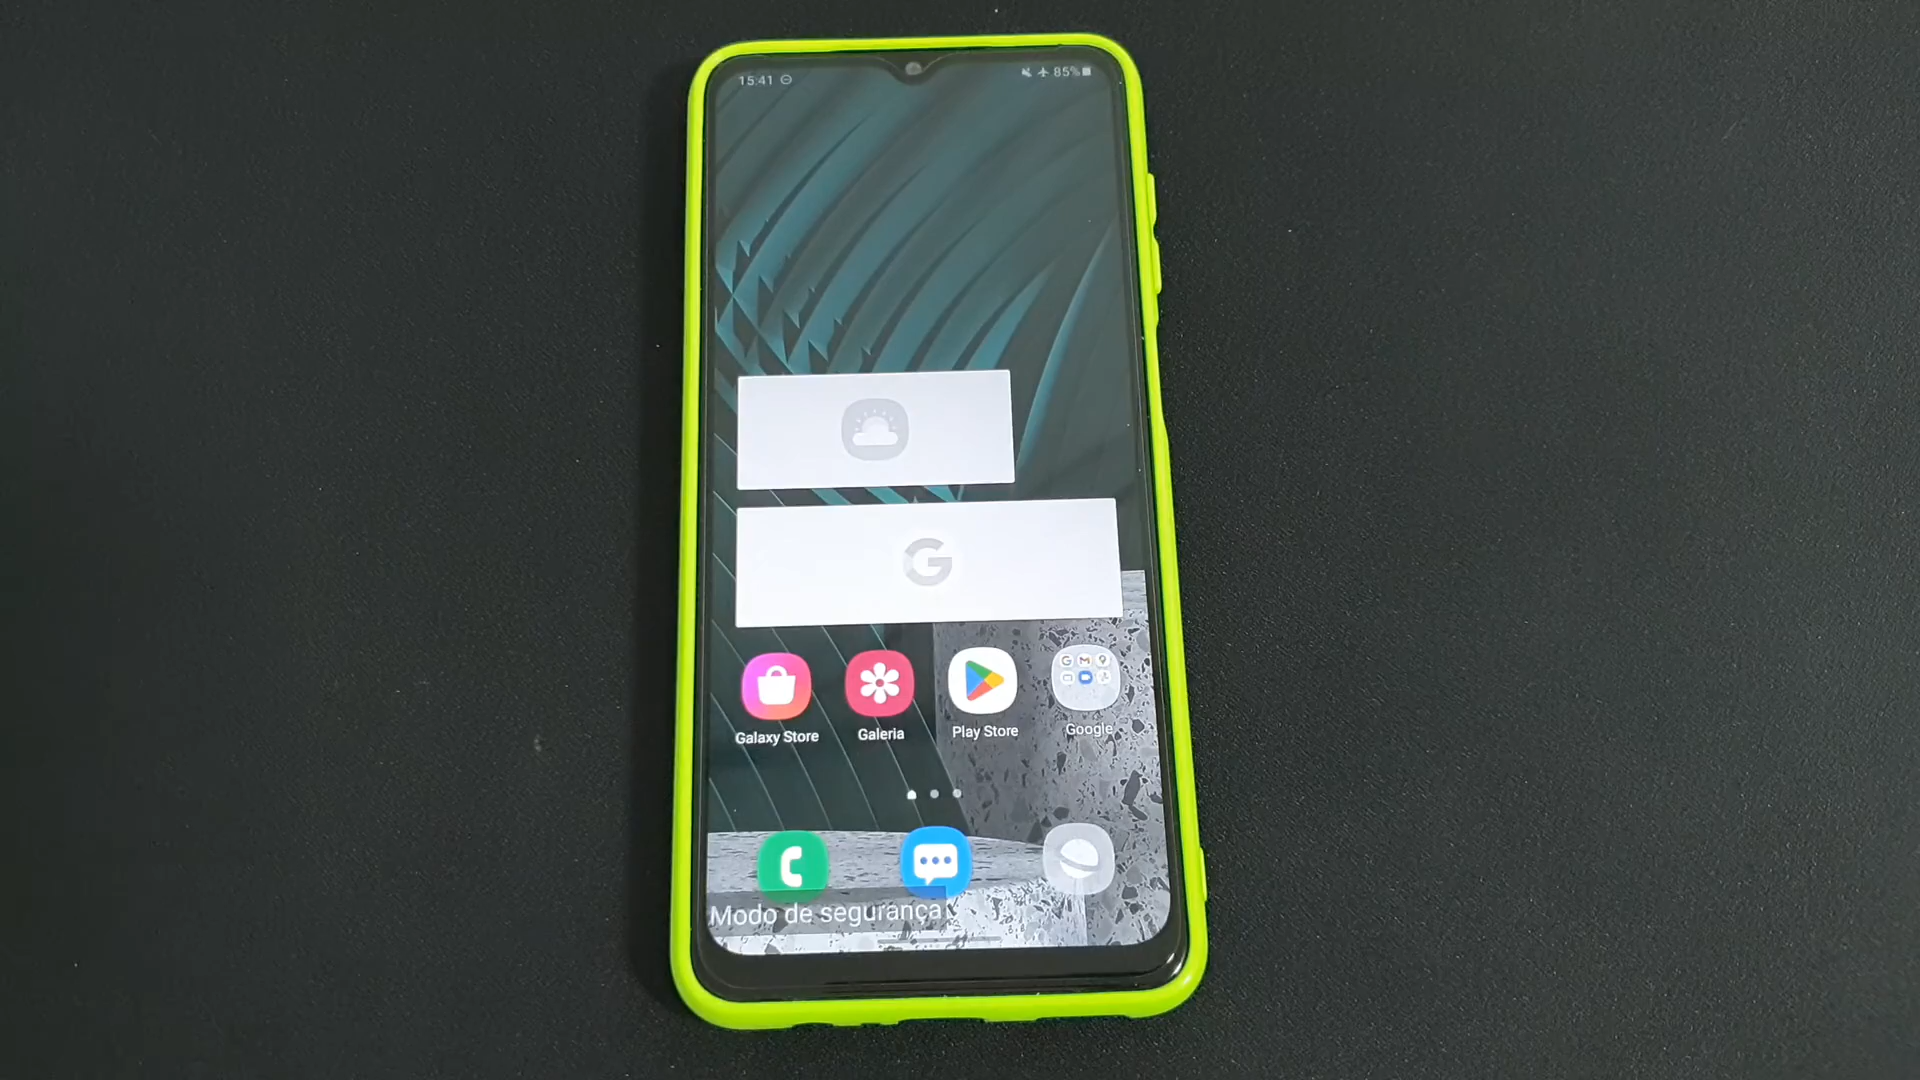 15:41
85%
G
Galaxy Store
Galeria
Play Store
Google
Modo de segurança